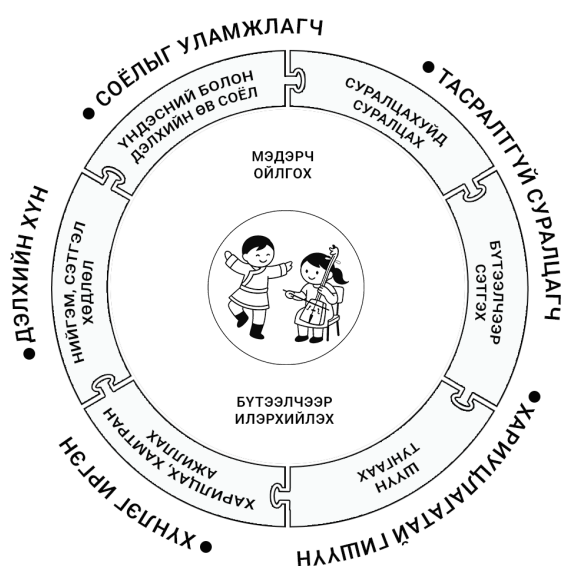 ● СОЁЛЫГ УЛАМЖЛАГЧ
● ТАСРАЛТГҮЙ СУРАЛЦАГЧ
● ХАРИУЦЛАГАТАЙ ГИШҮҮН
● ХҮНЛЭГ ИРГЭН
● ДЭЛХИЙН ХҮН
ҮНДЭСНИЙ БОЛОН
ДЭЛХИЙН ӨВ СОЁЛ
СУРАЛЦАХУЙД
СУРАЛЦАХ
БҮТЭЭЛЧЭЭР
СЭТГЭХ
ШҮҮН
ТУНГААХ
ХАРИЛЦАХ, ХАМТРАН
АЖИЛЛАХ
НИЙГЭМ, СЭТГЭЛ
ХӨДЛӨЛ
МЭДЭРЧ
ОЙЛГОХ
БҮТЭЭЛЧЭЭР
ИЛЭРХИЙЛЭХ